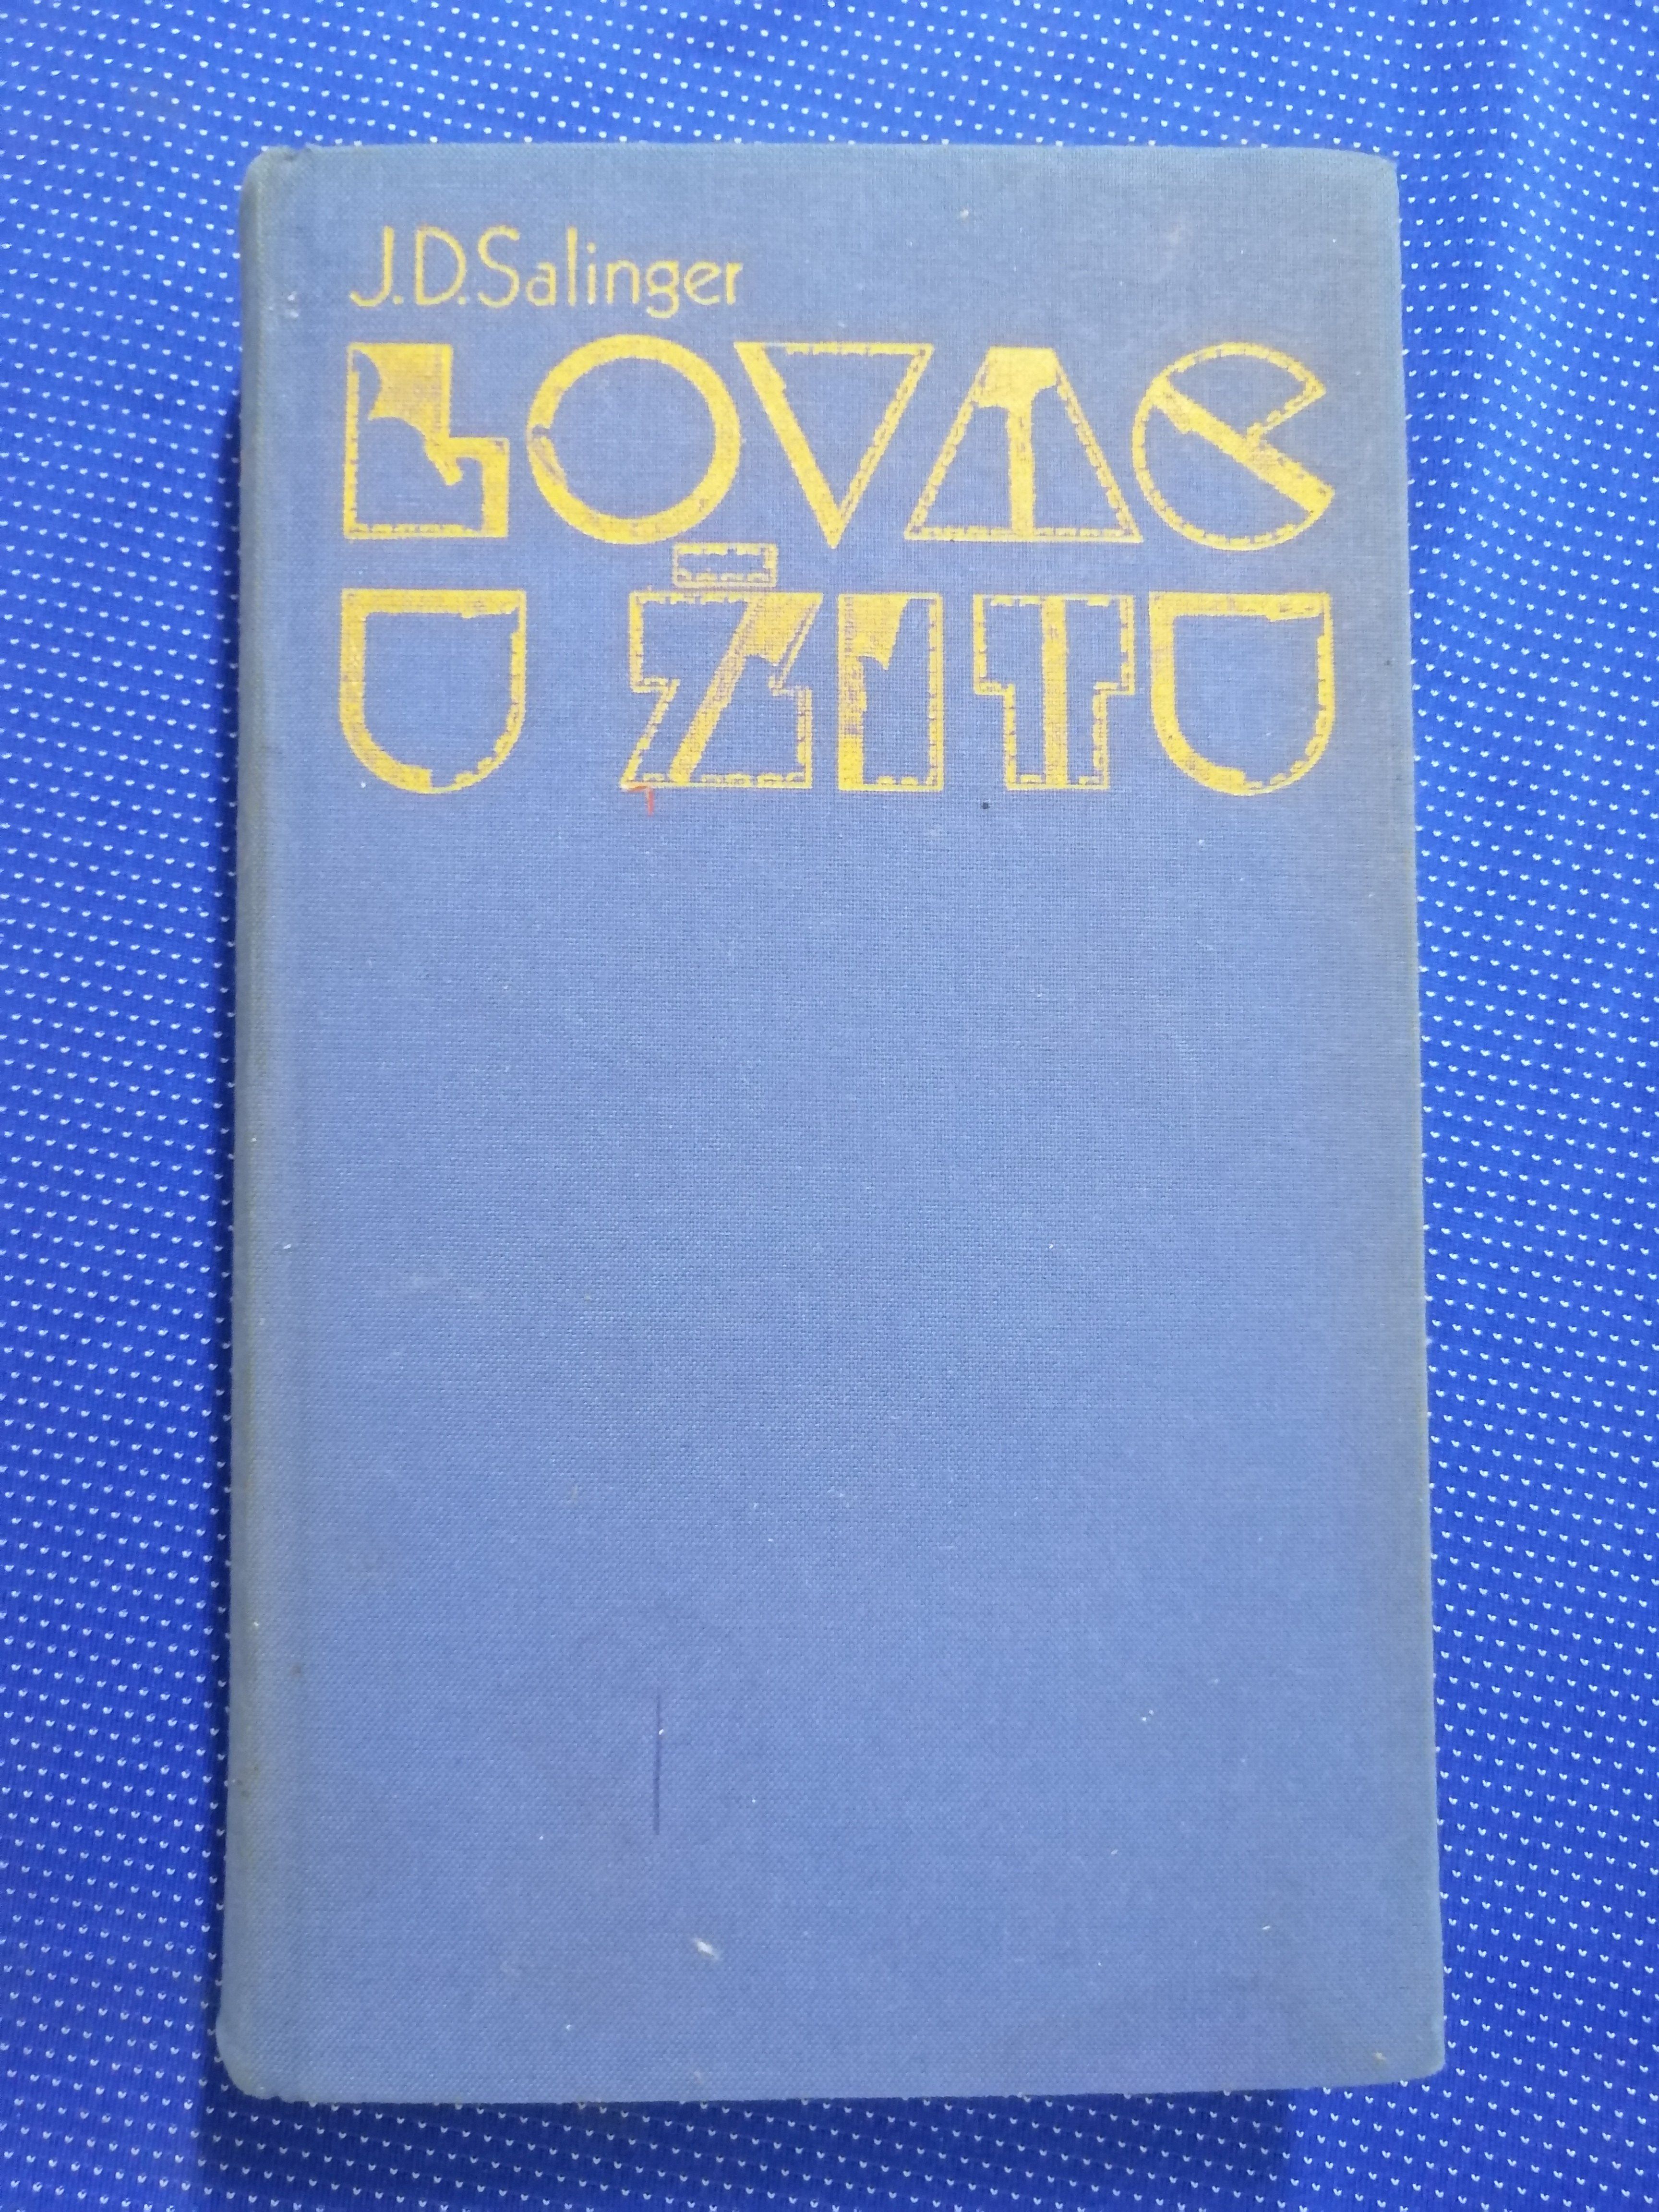 J.D.Salinger
LOVAC
U ŽITU